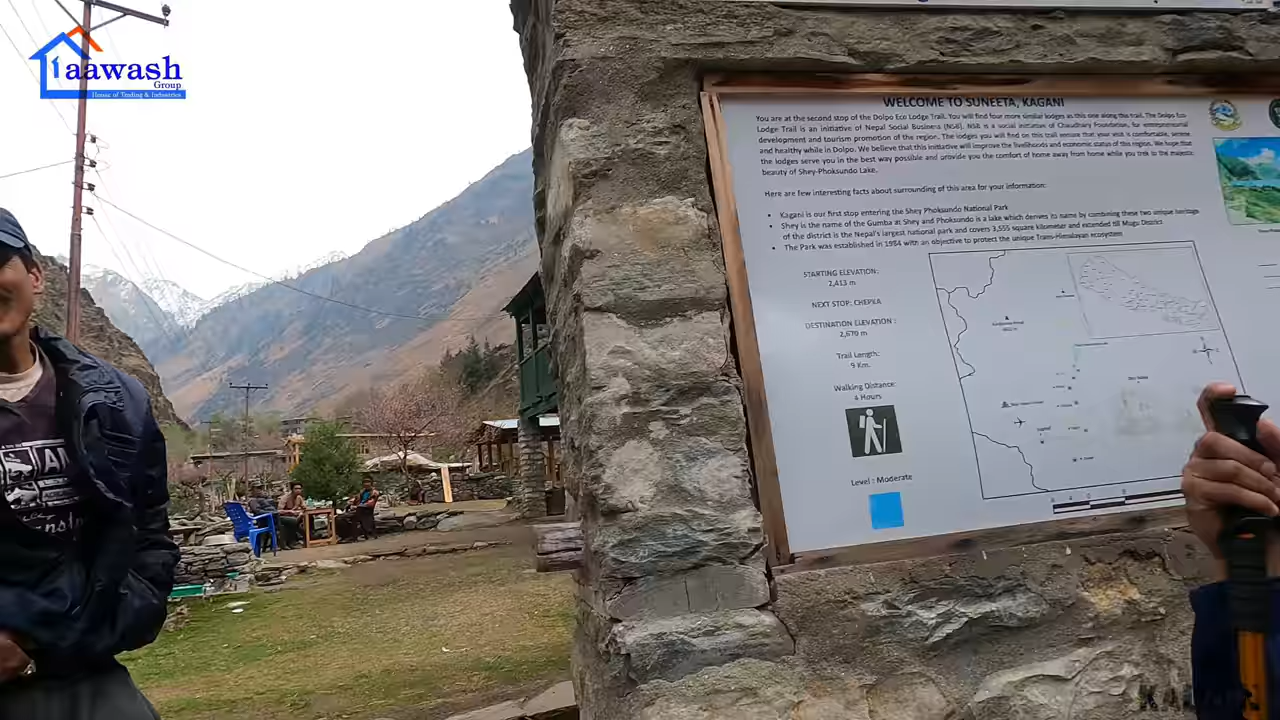 aawash
Group
House of Trading & Industries
WELCOME TO SUNEETA, KAGANI
You are at the second stop of the Dolpo Eco Lodge Trail. You will find four more similar lodges as this one along this trail. The Dolpo Eco
Lodge Trail is an initiative of Nepal Social Business (NSB). NSB is a social initiative of Chaudhary Foundation, for entrepreneurial
development and tourism promotion of the region. The lodges you will find on this trail ensure that your visit is comfortable, serene
and healthy while in Dolpo. We believe that this initiative will improve the livelihoods and economic status of this region. We hope that
the lodges serve you in the best way possible and provide you the comfort of home away from home while you trek to the majestic
beauty of Shey-Phoksundo Lake.
Here are few interesting facts about surrounding of this area for your information:
• Kagani is our first stop entering the Shey Phoksundo National Park
• Shey is the name of the Gumba at Shey and Phoksundo is a lake which derives its name by combining these two unique heritage
of the district is the Nepal's largest national park and covers 3,555 square kilometer and extended till Mugu District
• The Park was established in 1984 with an objective to protect the unique Trans-Himalayan ecosystem
STARTING ELEVATION:
2,413 m
NEXT STOP: CHEPKA
DESTINATION ELEVATION :
2,670 m
Trail Length:
9 Km.
Walking Distance:
4 Hours
Level : Moderate